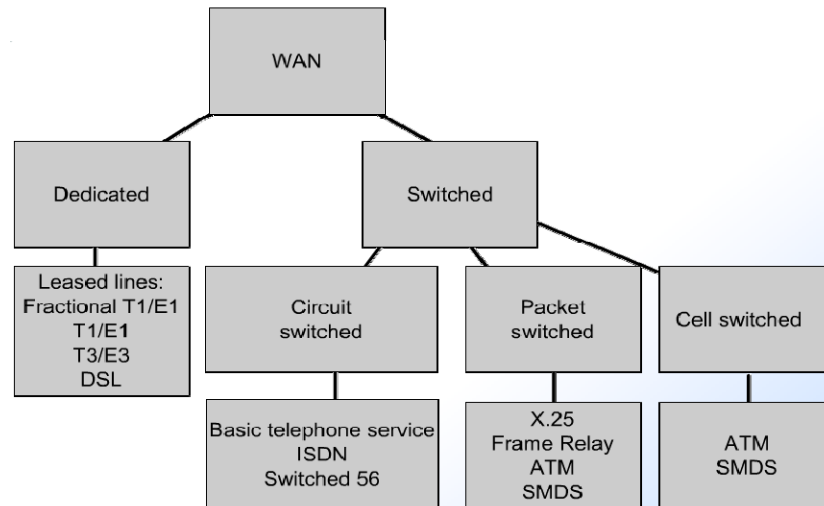 WAN
Dedicated
Switched
Leased lines:
Fractional T1/E1
T1/E1
T3/E3
DSL
Circuit
switched
Packet
switched
Cell switched
Basic telephone service
ISDN
Switched 56
X.25
Frame Relay
ATM
SMDS
ATM
SMDS